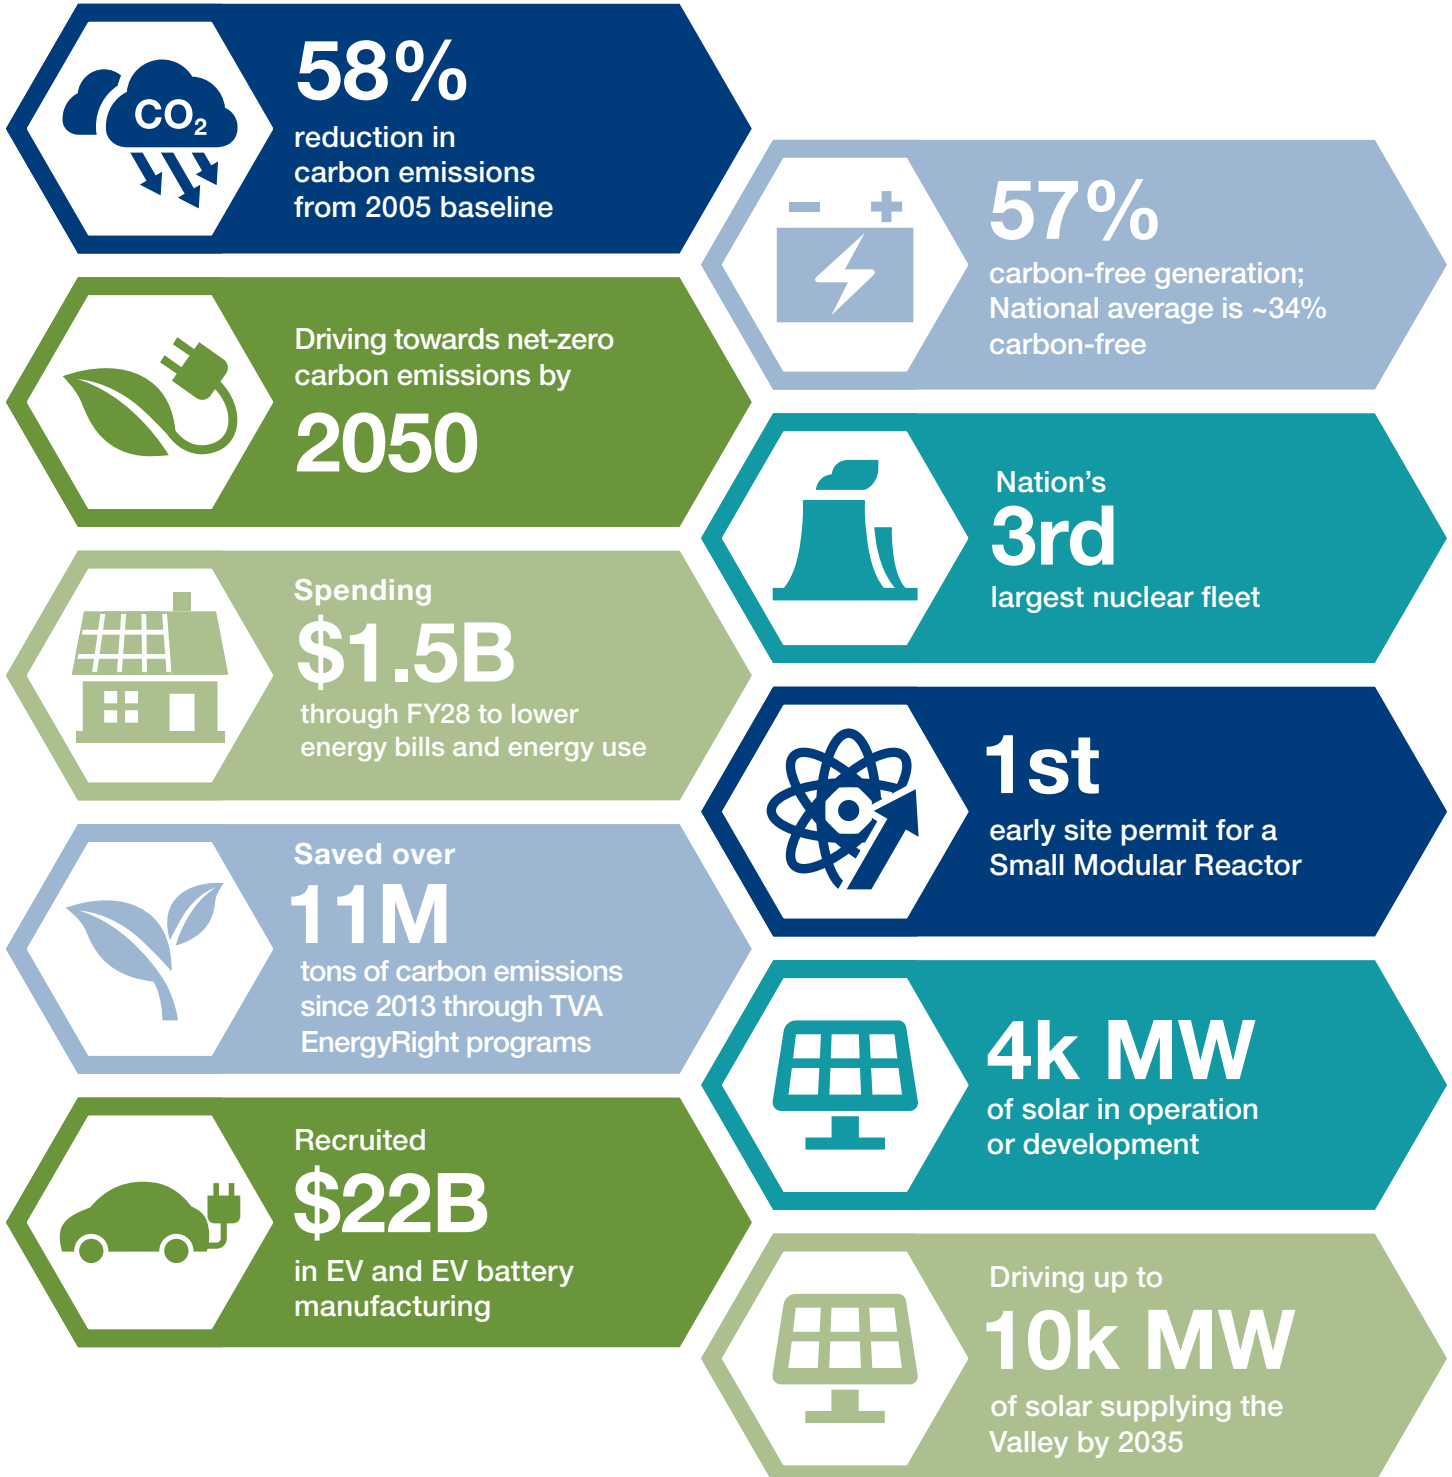 CO₂
58%
reduction in
carbon emissions
from 2005 baseline
Driving towards net-zero
carbon emissions by
2050
Spending
$1.5B
through FY28 to lower
energy bills and energy use
Saved over
11M
tons of carbon emissions
since 2013 through TVA
EnergyRight programs
Recruited
$22B
in EV and EV battery
manufacturing
57%
carbon-free generation;
National average is ~34%
carbon-free
Nation’s
3rd
largest nuclear fleet
1st
early site permit for a
Small Modular Reactor
4k MW
of solar in operation
or development
Driving up to
10k MW
of solar supplying the
Valley by 2035